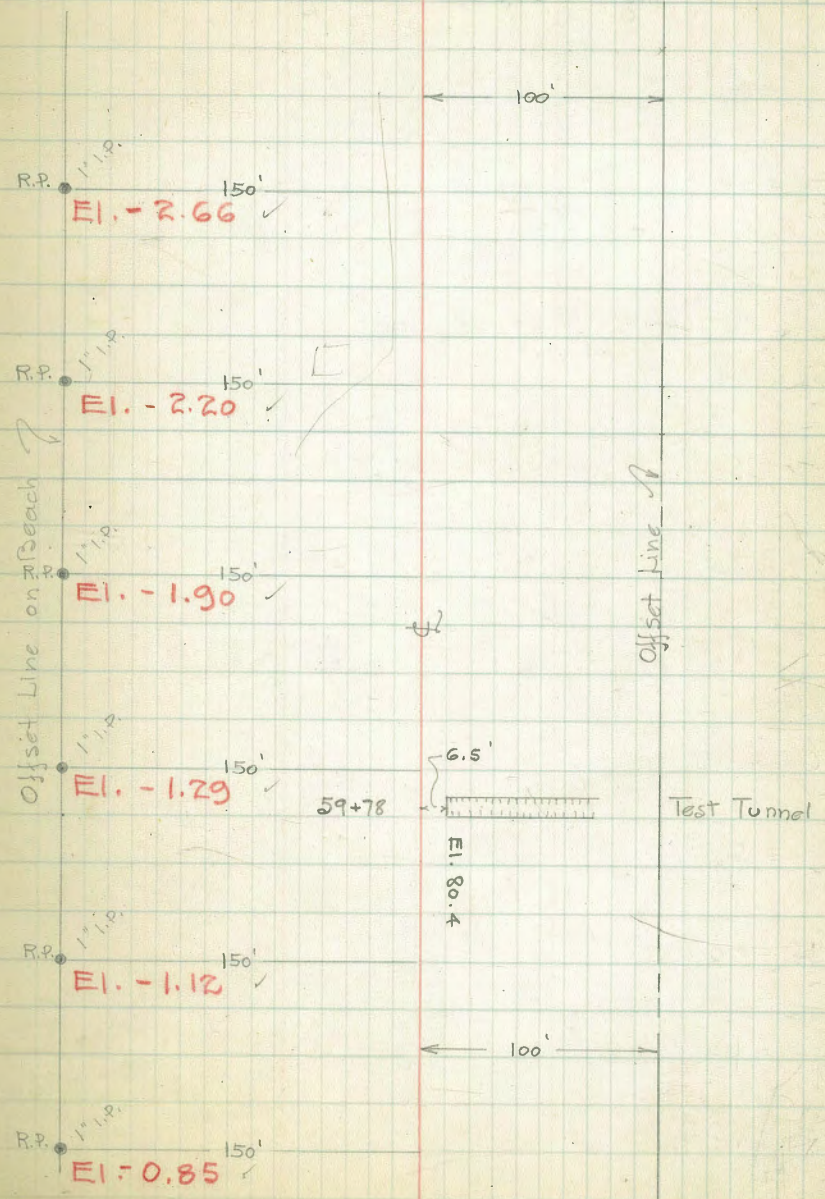 100'
R.P. 1" I.P. 150'
El. - 2.66 ✓
R.P. 1" I.P. 150'
El. - 2.20 ✓
Offset Line on Beach
Offset Line
R.P. 1" I.P. 150'
El. - 1.90 ✓
℄
R.P. 1" I.P. 150'
El. - 1.29 ✓
6.5'
59+78
Test Tunnel
El. 80.4
R.P. 1" I.P. 150'
El. - 1.12 ✓
100'
R.P. 1" I.P. 150'
El. - 0.85 ✓